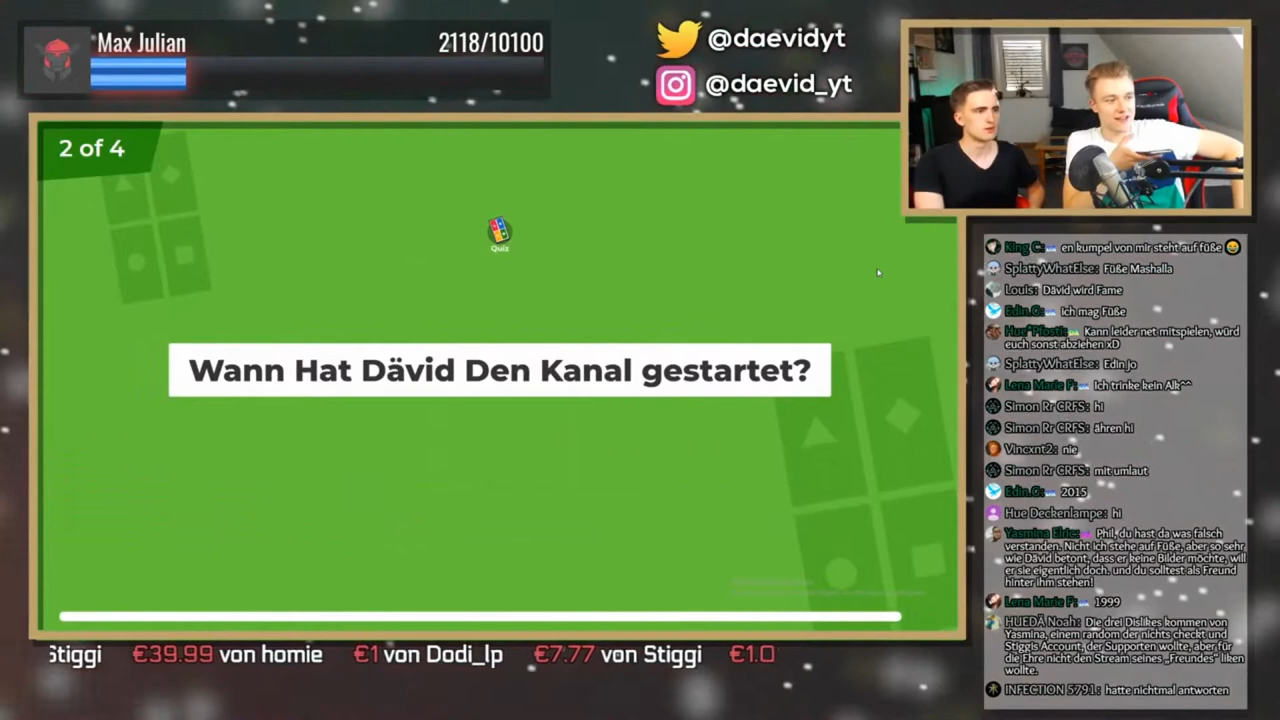 Max Julian
2118/10100
@daevidyt
@daevid_yt
2 of 4
Quiz
Wann Hat Dävid Den Kanal gestartet?
King C: en kumpel von mir steht auf füße
SplattyWhatElse: Füße Mashalla
Louis: Dävid wird Fame
Edin.C: Ich mag Füße
Kann leider net mitspielen, würd
euch sonst abziehen xD
SplattyWhatElse: Edin jo
Lena Marie F: Ich trinke kein Alk^^
Simon Rr CRFS: hi
Simon Rr CRFS: ähren hi
Vincxnt2: nie
Simon Rr CRFS: mit umlaut
Edin.C: 2015
Hue Deckenlampe: hi
Yasmina Phil, du hast da was falsch
verstanden. Nicht ich stehe auf Füße, aber so sehr
wie Dävid betont, dass er keine Bilder möchte, will
er sie eigentlich doch. und du solltest als Freund
hinter ihm stehen!
Lena Marie F: 1999
HUEDÄ Noah: Die drei Dislikes kommen von
Yasmina, einem random der nichts checkt und
Stiggis Account, der Supporten wollte, aber für
die Ehre nicht den Stream seines „Freundes" liken
wollte.
INFECTION 5791: hatte nichtmal antworten
Stiggi €39.99 von homie €1 von Dodi_lp €7.77 von Stiggi €1.0